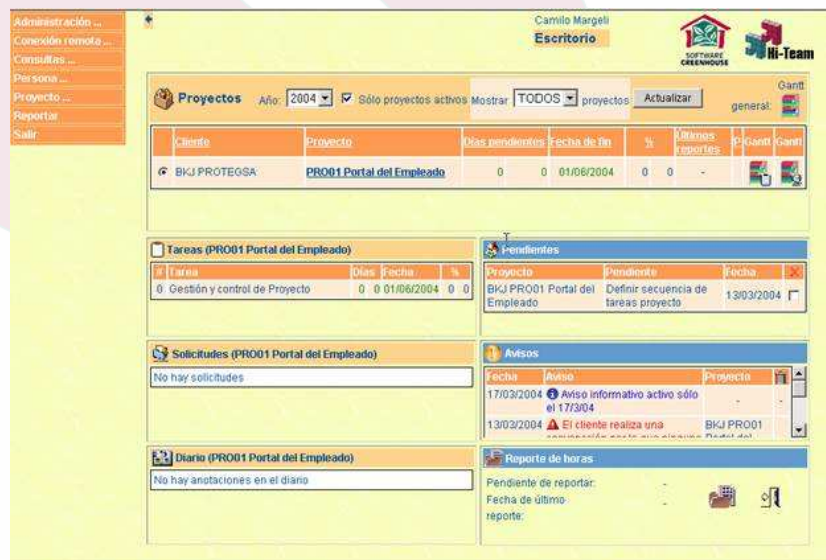 Administración ...
Conexión remota ...
Consultas ...
Persona ...
Proyecto ...
Reportar
Salir
Camilo Margeli
Escritorio
SOFTWARE
GREENHOUSE
Hi-Team
Proyectos Año: 2004 Sólo proyectos activos Mostrar TODOS proyectos Actualizar Gantt general:
Cliente Proyecto Días pendientes Fecha de fin % Últimos reportes P Gantt Gantt
BKJ PROTEGSA PRO01 Portal del Empleado 0 0 01/06/2004 0 0 -
Tareas (PRO01 Portal del Empleado)
# Tarea Días Fecha %
0 Gestión y control de Proyecto 0 0 01/06/2004 0 0
Pendientes
Proyecto Pendiente Fecha X
BKJ PRO01 Portal del Definir secuencia de 13/03/2004
Empleado tareas proyecto
Solicitudes (PRO01 Portal del Empleado)
No hay solicitudes
Avisos
Fecha Aviso Proyecto
17/03/2004 Aviso informativo activo sólo - -
el 17/3/04
13/03/2004 El cliente realiza una BKJ PRO01
Diario (PRO01 Portal del Empleado)
No hay anotaciones en el diario
Reporte de horas
Pendiente de reportar: -
Fecha de último -
reporte: